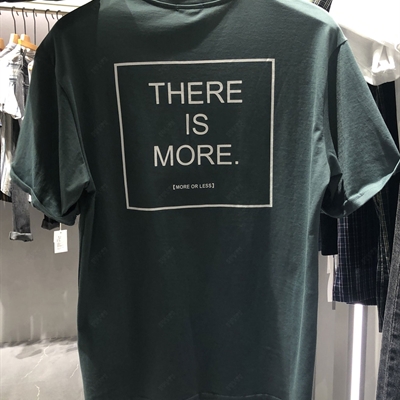 THERE
IS
MORE.
【MORE OR LESS】